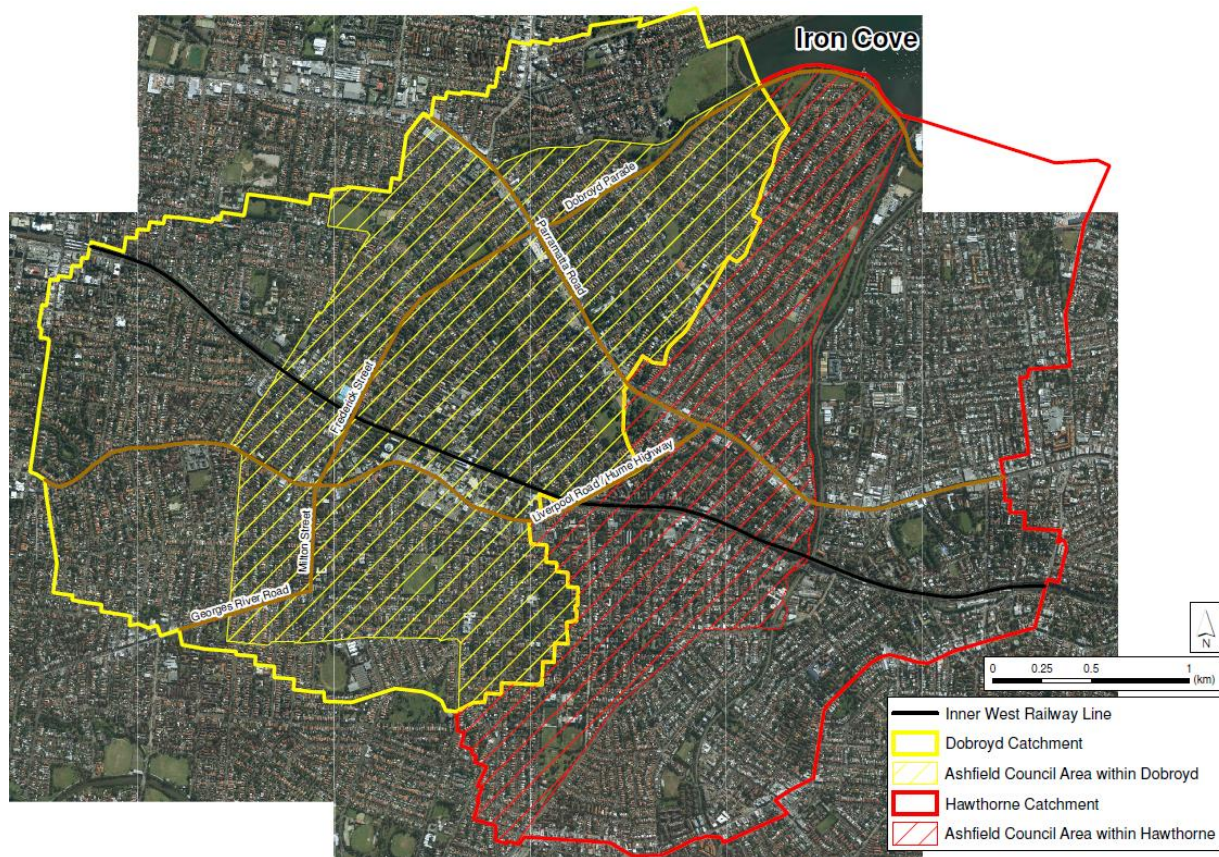 Iron Cove
Dobroyd Parade
Parramatta Road
Frederick Street
Liverpool Road / Hume Highway
Milton Street
Georges River Road
N
0 0.25 0.5 1
(km)
Inner West Railway Line
Dobroyd Catchment
Ashfield Council Area within Dobroyd
Hawthorne Catchment
Ashfield Council Area within Hawthorne